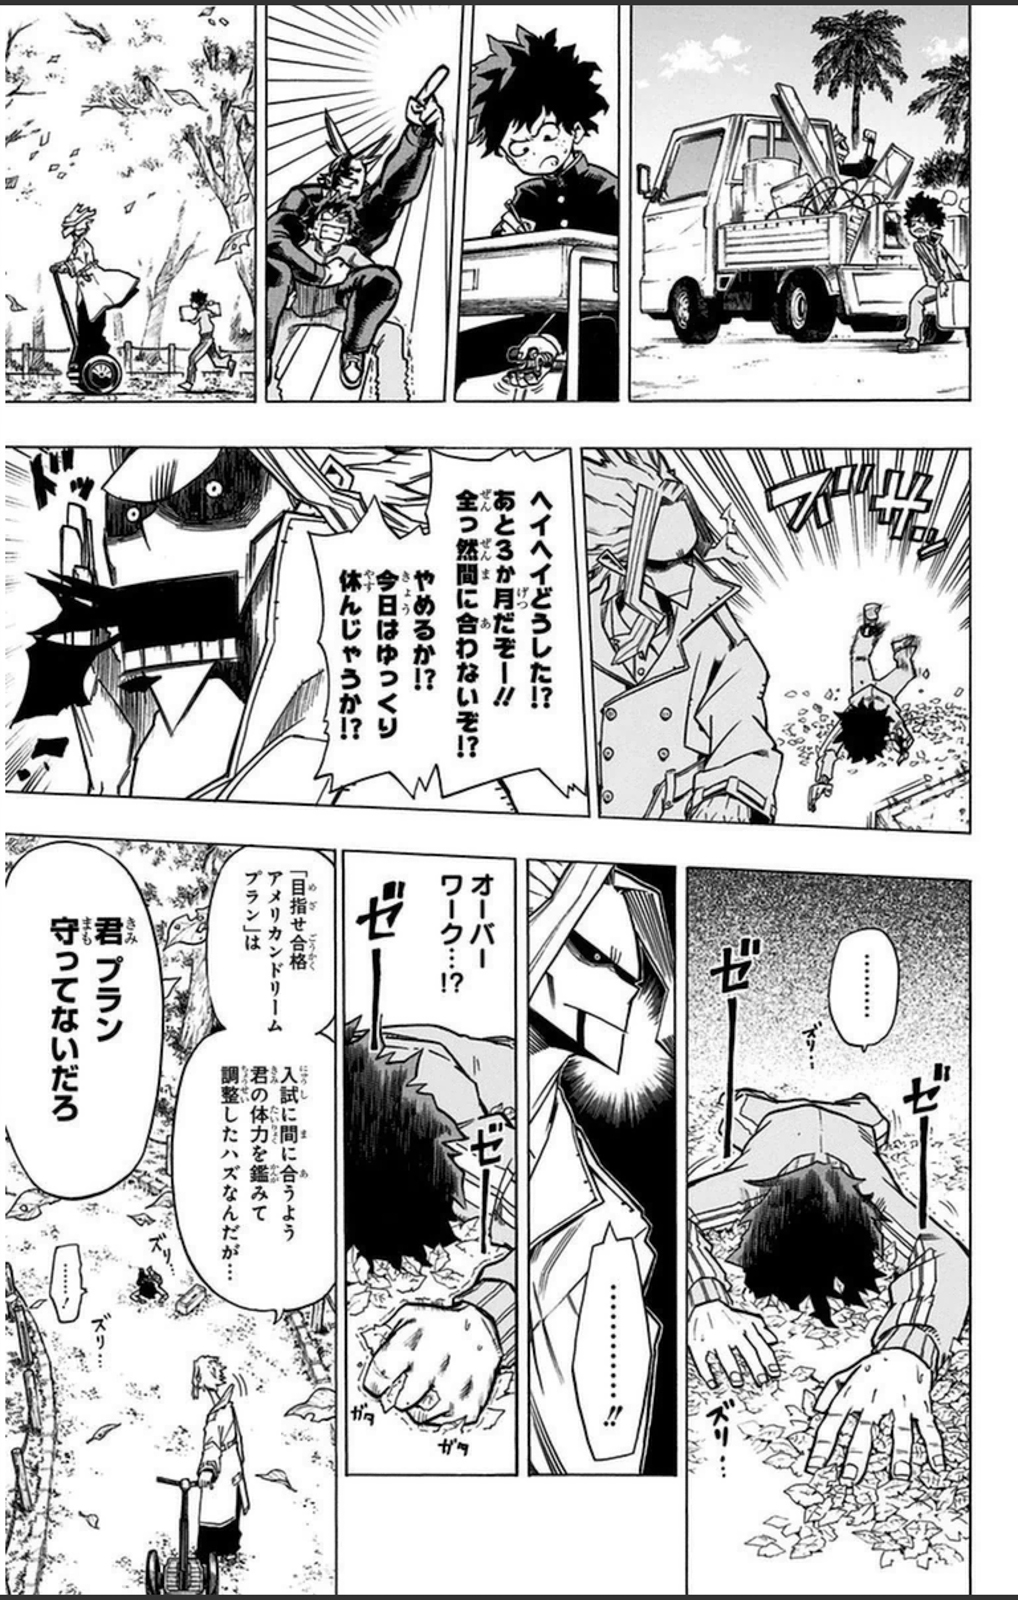 ズザザ
ヘイヘイどうした!?
あと3か月だぞー!!
全っ然間に合わないぞ!?
やめるか!?
今日はゆっくり
休んじゃうか!?
…………
ズリ…
ゼー
ゼー
ズリ…
…………!!
オーバー
ワーク…!?
ゼー
ゼー
ガタ
ガタ
「目指せ合格
アメリカンドリーム
プラン」は
入試に間に合うよう
君の体力を鑑みて
調整したハズなんだが…
君プラン
守ってないだろ
ズリ…
………!!
ズリ…